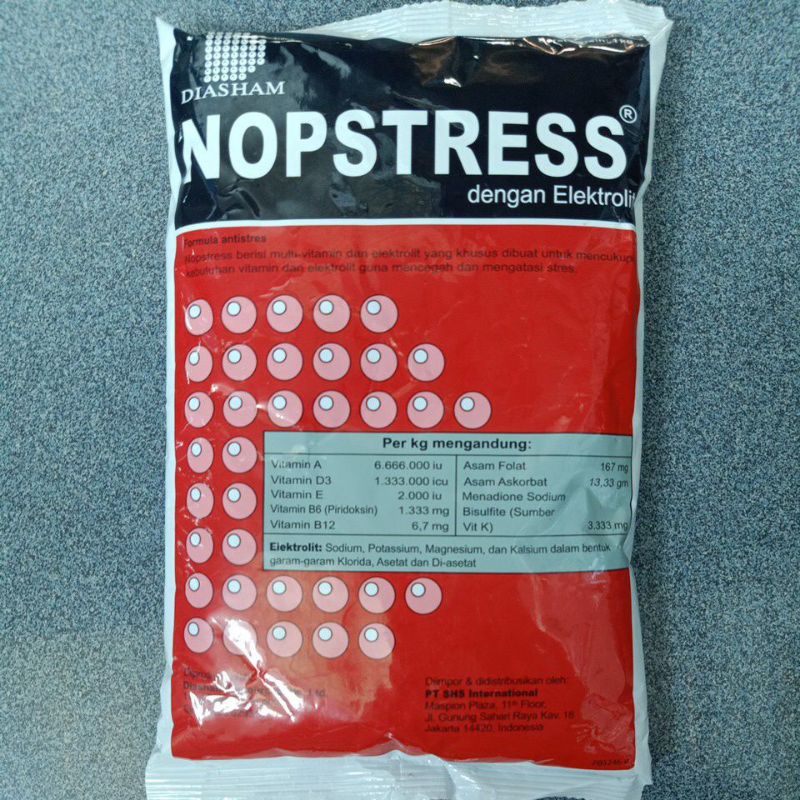 DIASHAM
NOPSTRESS®
dengan Elektrolit
Formula antistres
Nopstress berisi multi-vitamin dan elektrolit yang khusus dibuat untuk mencukupi
kebutuhan vitamin dan elektrolit guna mencegah dan mengatasi stres.
Per kg mengandung:
Vitamin A 6.666.000 iu
Vitamin D3 1.333.000 icu
Vitamin E 2.000 iu
Vitamin B6 (Piridoksin) 1.333 mg
Vitamin B12 6,7 mg
Asam Folat 167 mg
Asam Askorbat 13,33 gm
Menadione Sodium
Bisulfite (Sumber
Vit K) 3.333 mg
Elektrolit: Sodium, Potassium, Magnesium, dan Kalsium dalam bentuk
garam-garam Klorida, Asetat dan Di-asetat
Diimpor & didistribusikan oleh:
PT SHS International
Maspion Plaza, 11th Floor,
Jl. Gunung Sahari Raya Kav. 18
Jakarta 14420, Indonesia